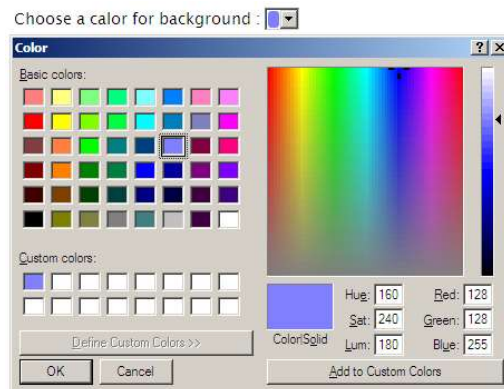 Choose a calor for background :
Color
Basic colors:
Custom colors:
Define Custom Colors >>
OK Cancel
Color|Solid
Hue: 160 Red: 128
Sat: 240 Green: 128
Lum: 180 Blue: 255
Add to Custom Colors